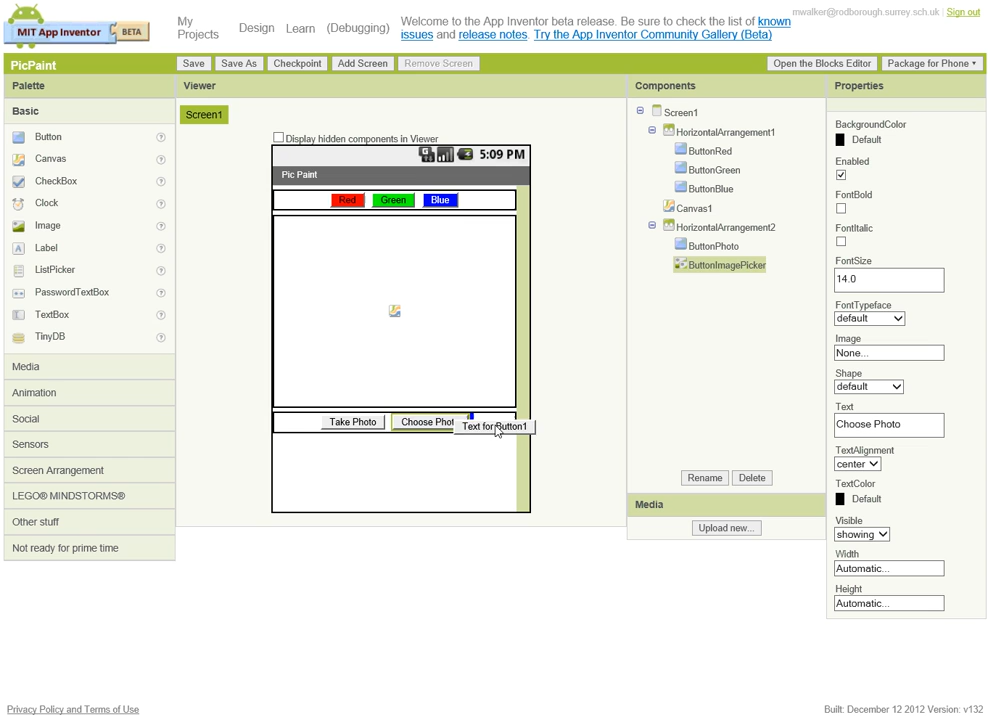 mwalker@rodborough.surrey.sch.uk | Sign out
MIT App Inventor BETA
My Projects Design Learn (Debugging)
Welcome to the App Inventor beta release. Be sure to check the list of known
issues and release notes. Try the App Inventor Community Gallery (Beta)
PicPaint
Save Save As Checkpoint Add Screen Remove Screen Open the Blocks Editor Package for Phone
Palette
Basic
Button ?
Canvas ?
CheckBox ?
Clock ?
Image ?
Label ?
ListPicker ?
PasswordTextBox ?
TextBox ?
TinyDB ?
Media
Animation
Social
Sensors
Screen Arrangement
LEGO® MINDSTORMS®
Other stuff
Not ready for prime time
Viewer
Screen1
Display hidden components in Viewer
5:09 PM
Pic Paint
Red Green Blue
Take Photo Choose Phot
Text for Button1
Components
Screen1
HorizontalArrangement1
ButtonRed
ButtonGreen
ButtonBlue
Canvas1
HorizontalArrangement2
ButtonPhoto
ButtonImagePicker
Rename Delete
Media
Upload new...
Properties
BackgroundColor
Default
Enabled
FontBold
FontItalic
FontSize
14.0
FontTypeface
default
Image
None...
Shape
default
Text
Choose Photo
TextAlignment
center
TextColor
Default
Visible
showing
Width
Automatic...
Height
Automatic...
Privacy Policy and Terms of Use
Built: December 12 2012 Version: v132